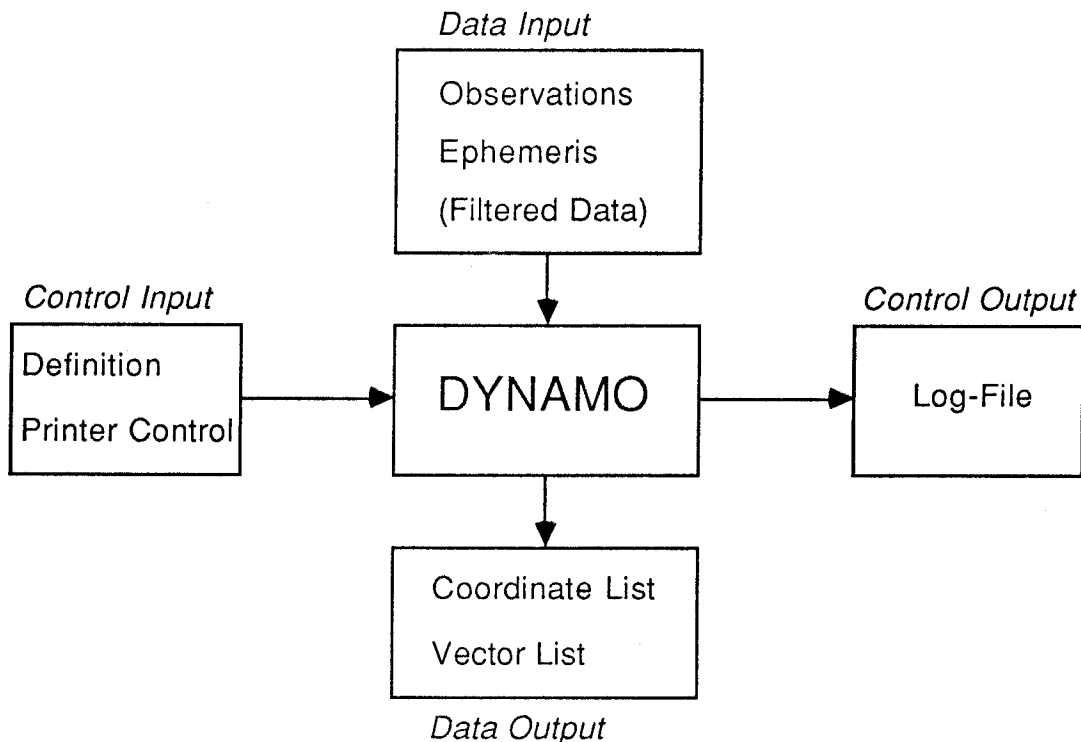 Data Input
Observations
Ephemeris
(Filtered Data)
Control Input
Definition
Printer Control
DYNAMO
Control Output
Log-File
Coordinate List
Vector List
Data Output